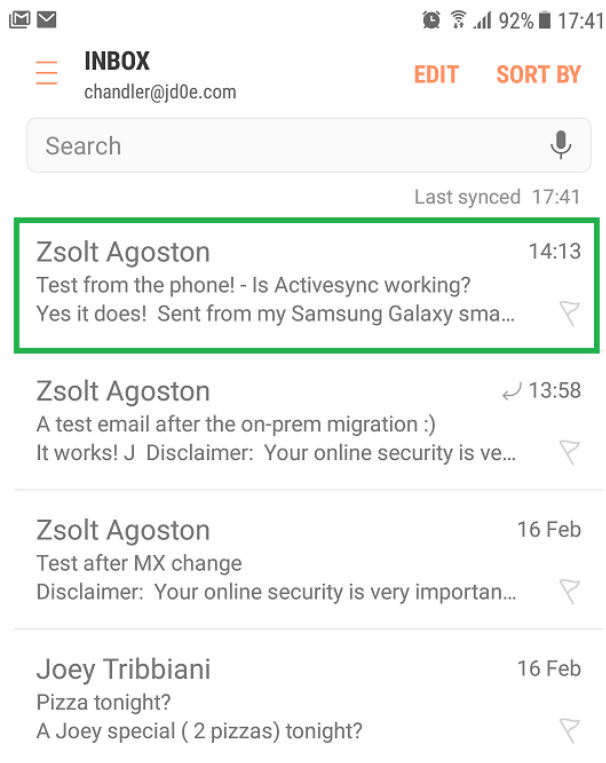 92% 17:41
INBOX
chandler@jd0e.com
EDIT SORT BY
Search
Last synced 17:41
Zsolt Agoston 14:13
Test from the phone! - Is Activesync working?
Yes it does! Sent from my Samsung Galaxy sma...
Zsolt Agoston 13:58
A test email after the on-prem migration :)
It works! J Disclaimer: Your online security is ve...
Zsolt Agoston 16 Feb
Test after MX change
Disclaimer: Your online security is very importan...
Joey Tribbiani 16 Feb
Pizza tonight?
A Joey special ( 2 pizzas) tonight?